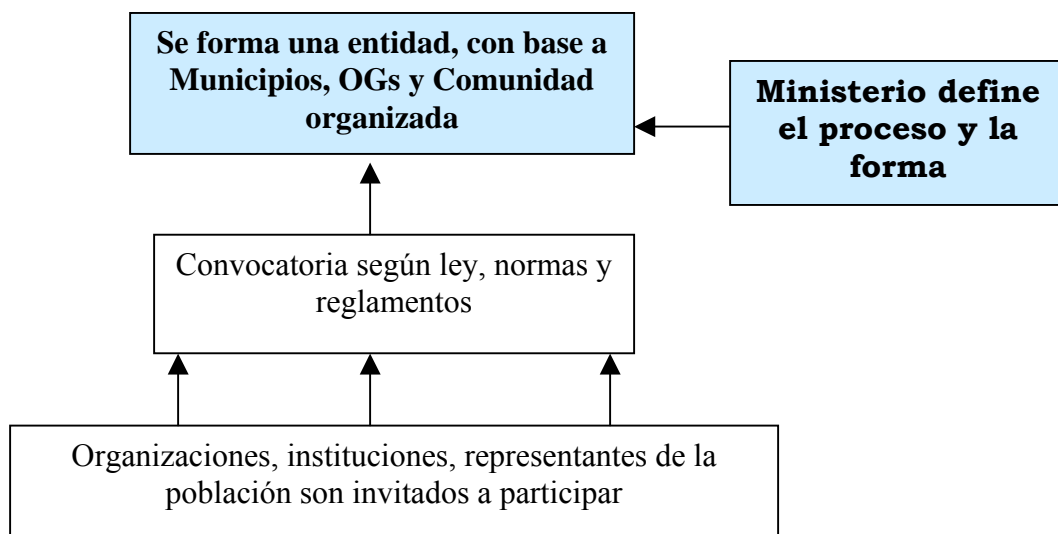 Se forma una entidad, con base a
Municipios, OGs y Comunidad
organizada
Ministerio define
el proceso y la
forma
Convocatoria según ley, normas y
reglamentos
Organizaciones, instituciones, representantes de la
población son invitados a participar